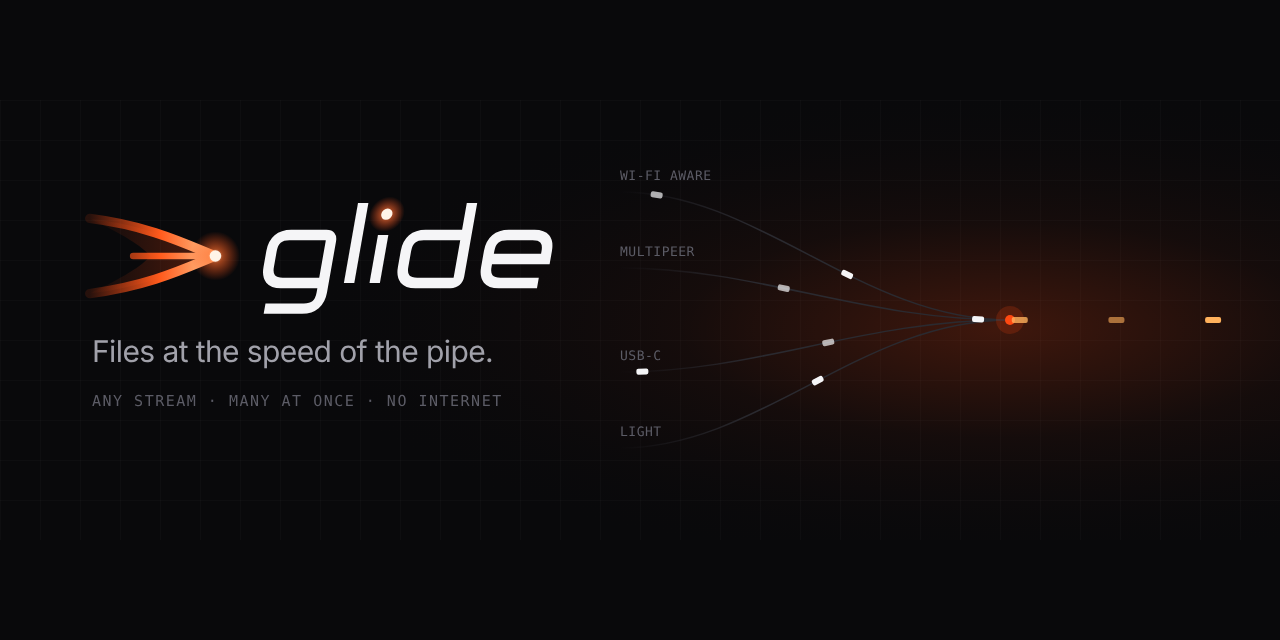 glide
Files at the speed of the pipe.
ANY STREAM · MANY AT ONCE · NO INTERNET
WI-FI AWARE
MULTIPEER
USB-C
LIGHT